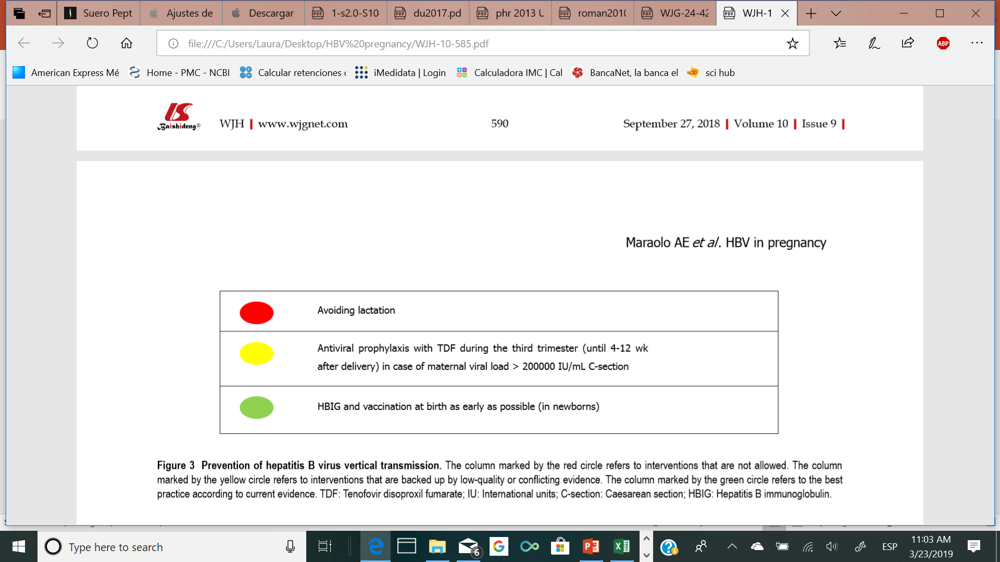 Suero Pept
Ajustes de
Descargar
1-s2.0-S10
du2017.pd
phr 2013 U
roman2010
WJG-24-42
WJH-1
file:///C:/Users/Laura/Desktop/HBV%20pregnancy/WJH-10-585.pdf
ABP
American Express Mé
Home - PMC - NCBI
Calcular retenciones
iMedidata | Login
Calculadora IMC | Cal
BancaNet, la banca el
sci hub
Baishideng®
WJH | www.wjgnet.com
590
September 27, 2018 | Volume 10 | Issue 9 |
Maraolo AE et al. HBV in pregnancy
Avoiding lactation
Antiviral prophylaxis with TDF during the third trimester (until 4-12 wk
after delivery) in case of maternal viral load > 200000 IU/mL C-section
HBIG and vaccination at birth as early as possible (in newborns)
Figure 3 Prevention of hepatitis B virus vertical transmission. The column marked by the red circle refers to interventions that are not allowed. The column
marked by the yellow circle refers to interventions that are backed up by low-quality or conflicting evidence. The column marked by the green circle refers to the best
practice according to current evidence. TDF: Tenofovir disoproxil fumarate; IU: International units; C-section: Caesarean section; HBIG: Hepatitis B immunoglobulin.
Type here to search
6
ESP
11:03 AM
3/23/2019